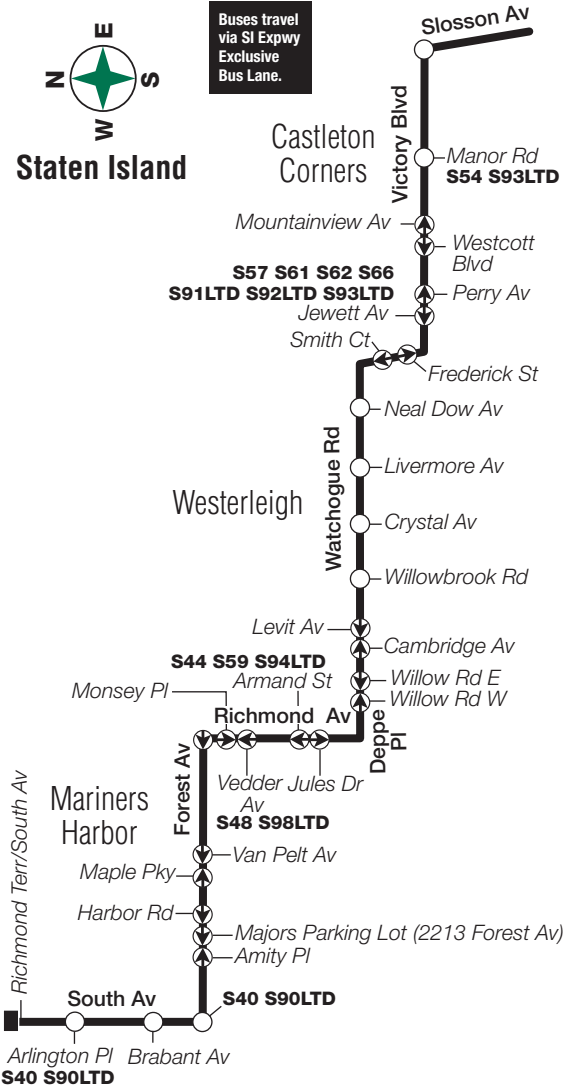 Slosson Av
Buses travel
via SI Expwy
Exclusive
Bus Lane.
E
N
S
W
Staten Island
Victory Blvd
Castleton
Corners
Manor Rd
S54 S93LTD
Mountainview Av
Westcott
Blvd
S57 S61 S62 S66
S91LTD S92LTD S93LTD
Perry Av
Jewett Av
Smith Ct
Frederick St
Neal Dow Av
Watchogue Rd
Livermore Av
Westerleigh
Crystal Av
Willowbrook Rd
Levit Av
Cambridge Av
S44 S59 S94LTD
Armand St
Willow Rd E
Monsey Pl
Willow Rd W
Richmond Av
Deppe
Pl
Forest Av
Vedder
Av
Jules Dr
Mariners
Harbor
S48 S98LTD
Van Pelt Av
Maple Pky
Richmond Terr/South Av
Harbor Rd
Majors Parking Lot (2213 Forest Av)
Amity Pl
South Av
S40 S90LTD
Arlington Pl
Brabant Av
S40 S90LTD